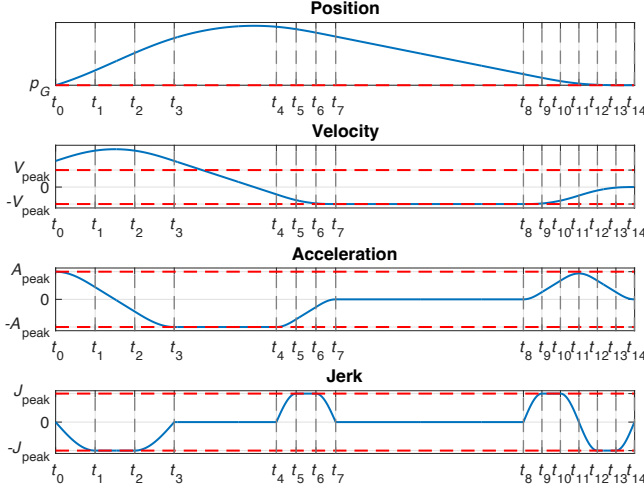 Position
p_G
t_0 t_1 t_2 t_3 t_4 t_5 t_6 t_7 t_8 t_9 t_10 t_11 t_12 t_13 t_14
Velocity
V_peak
0
-V_peak
t_0 t_1 t_2 t_3 t_4 t_5 t_6 t_7 t_8 t_9 t_10 t_11 t_12 t_13 t_14
Acceleration
A_peak
0
-A_peak
t_0 t_1 t_2 t_3 t_4 t_5 t_6 t_7 t_8 t_9 t_10 t_11 t_12 t_13 t_14
Jerk
J_peak
0
-J_peak
t_0 t_1 t_2 t_3 t_4 t_5 t_6 t_7 t_8 t_9 t_10 t_11 t_12 t_13 t_14